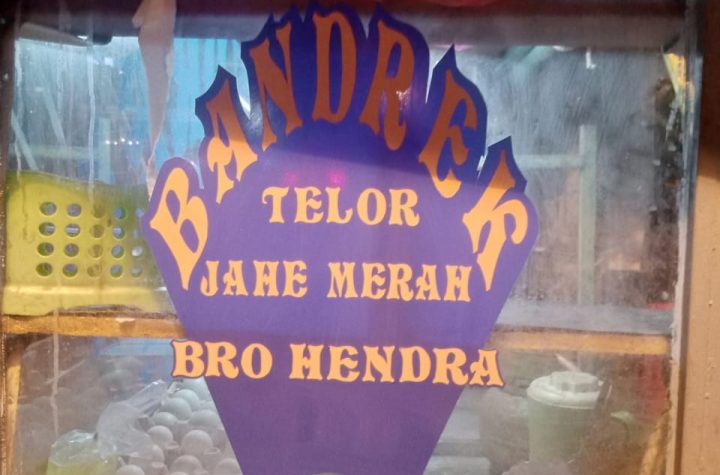 BANDREK
TELOR
JAHE MERAH
BRO HENDRA